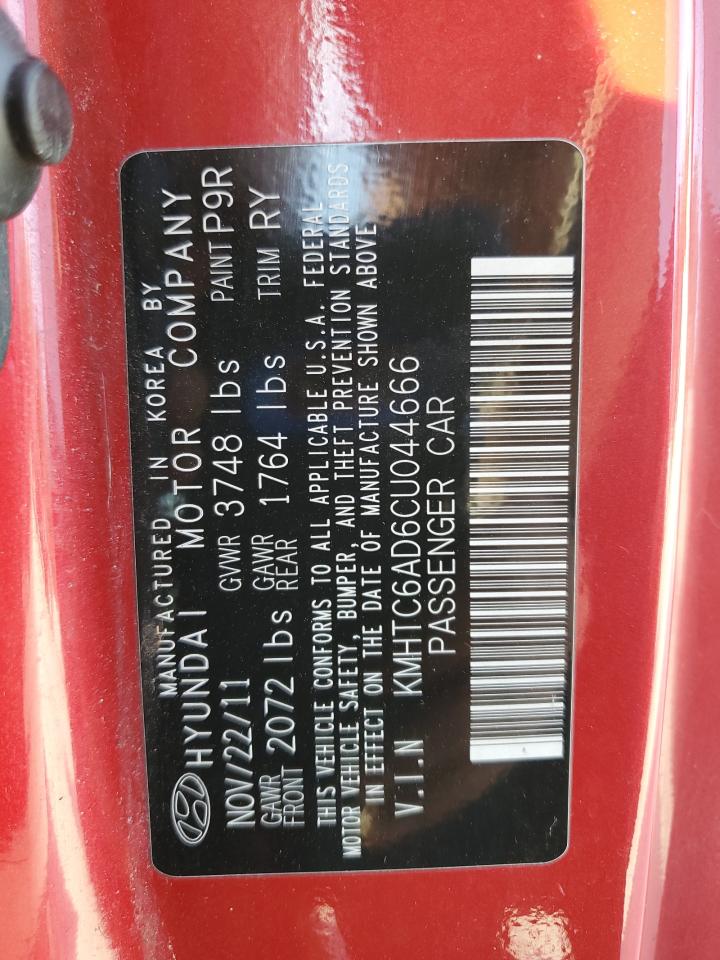 MANUFACTURED IN KOREA BY
HYUNDAI MOTOR COMPANY
NOV/22/11 GVWR 3748 lbs PAINT P9R
GAWR FRONT 2072 lbs GAWR REAR 1764 lbs TRIM RY
THIS VEHICLE CONFORMS TO ALL APPLICABLE U.S.A. FEDERAL
MOTOR VEHICLE SAFETY, BUMPER, AND THEFT PREVENTION STANDARDS
IN EFFECT ON THE DATE OF MANUFACTURE SHOWN ABOVE
V.I.N KMHTC6AD6CU044666
PASSENGER CAR